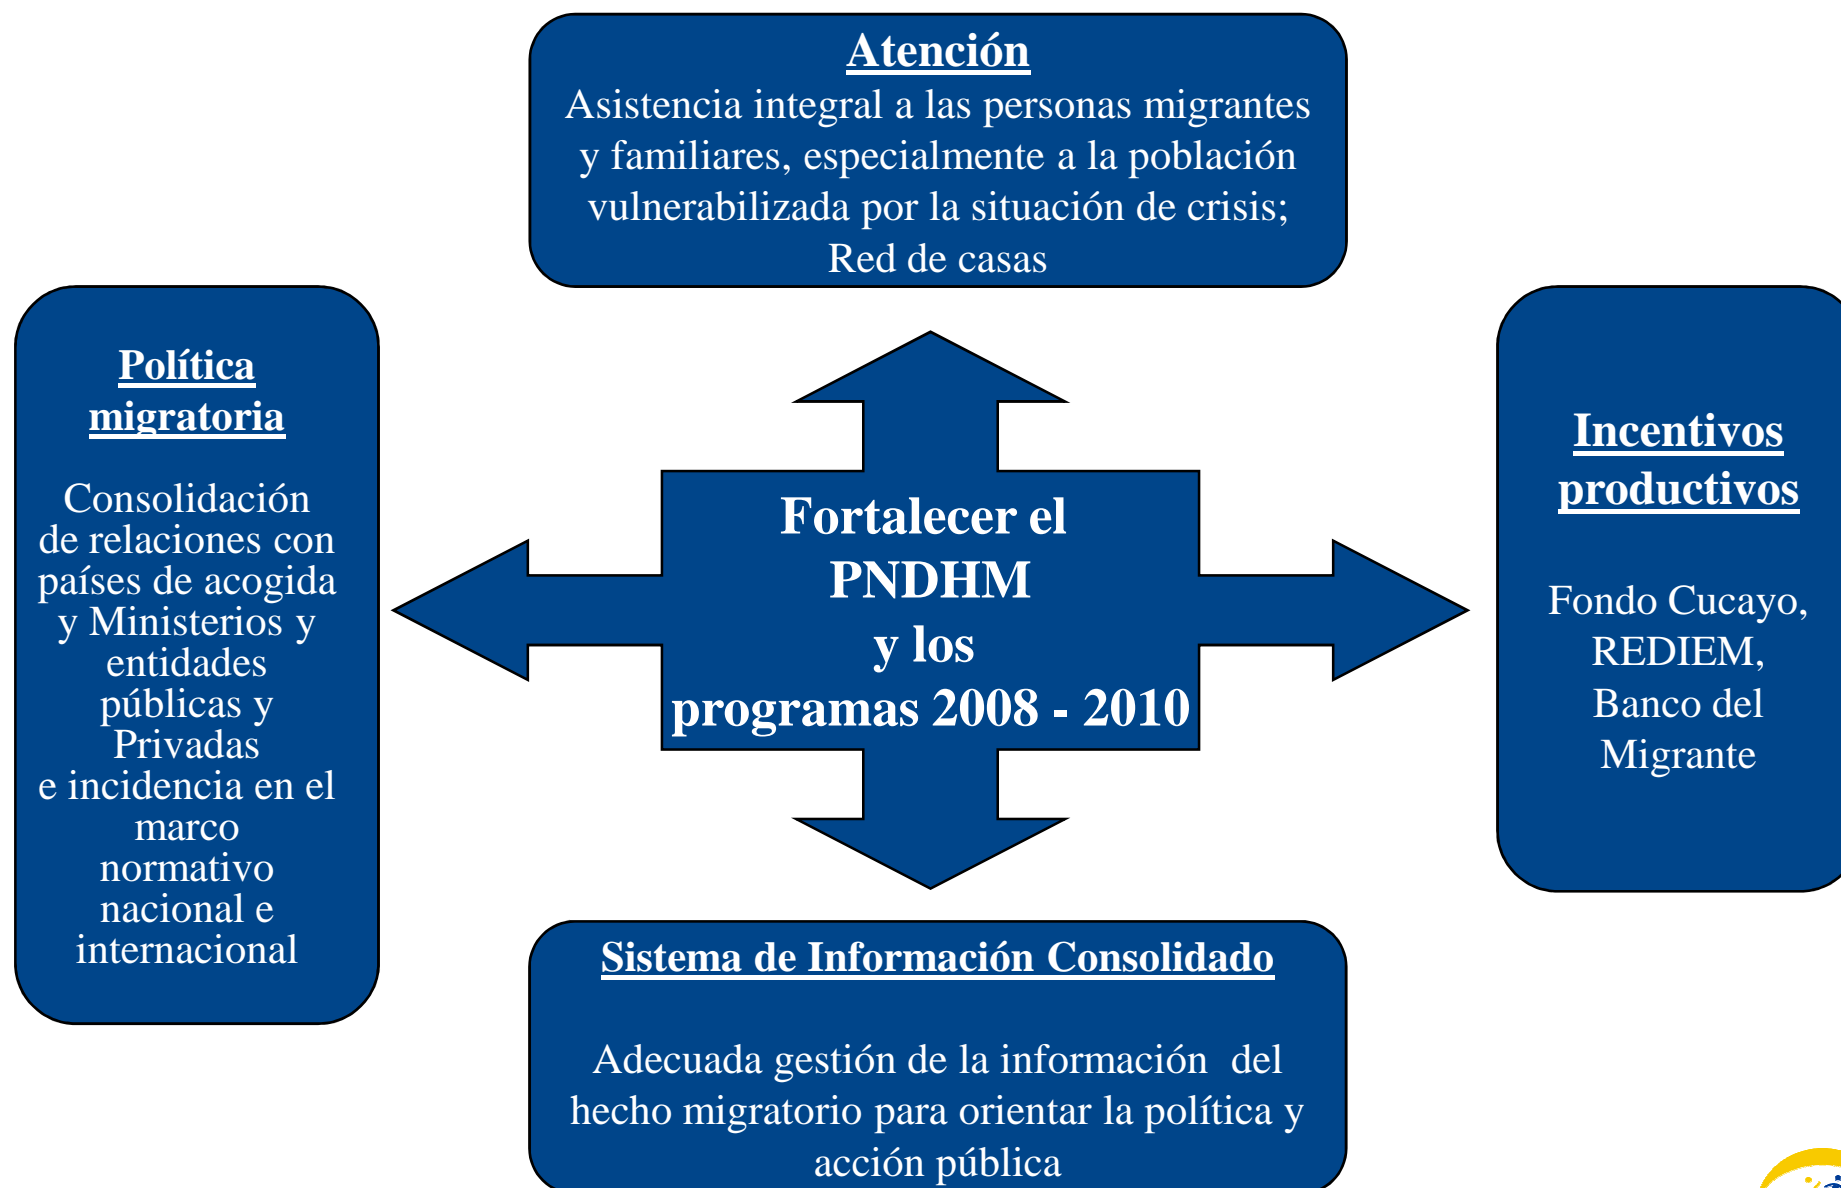 Atención
Asistencia integral a las personas migrantes
y familiares, especialmente a la población
vulnerabilizada por la situación de crisis;
Red de casas
Política
migratoria
Consolidación
de relaciones con
países de acogida
y Ministerios y
entidades
públicas y
Privadas
e incidencia en el
marco
normativo
nacional e
internacional
Fortalecer el
PNDHM
y los
programas 2008 - 2010
Incentivos
productivos
Fondo Cucayo,
REDIEM,
Banco del
Migrante
Sistema de Información Consolidado
Adecuada gestión de la información  del
hecho migratorio para orientar la política y
acción pública